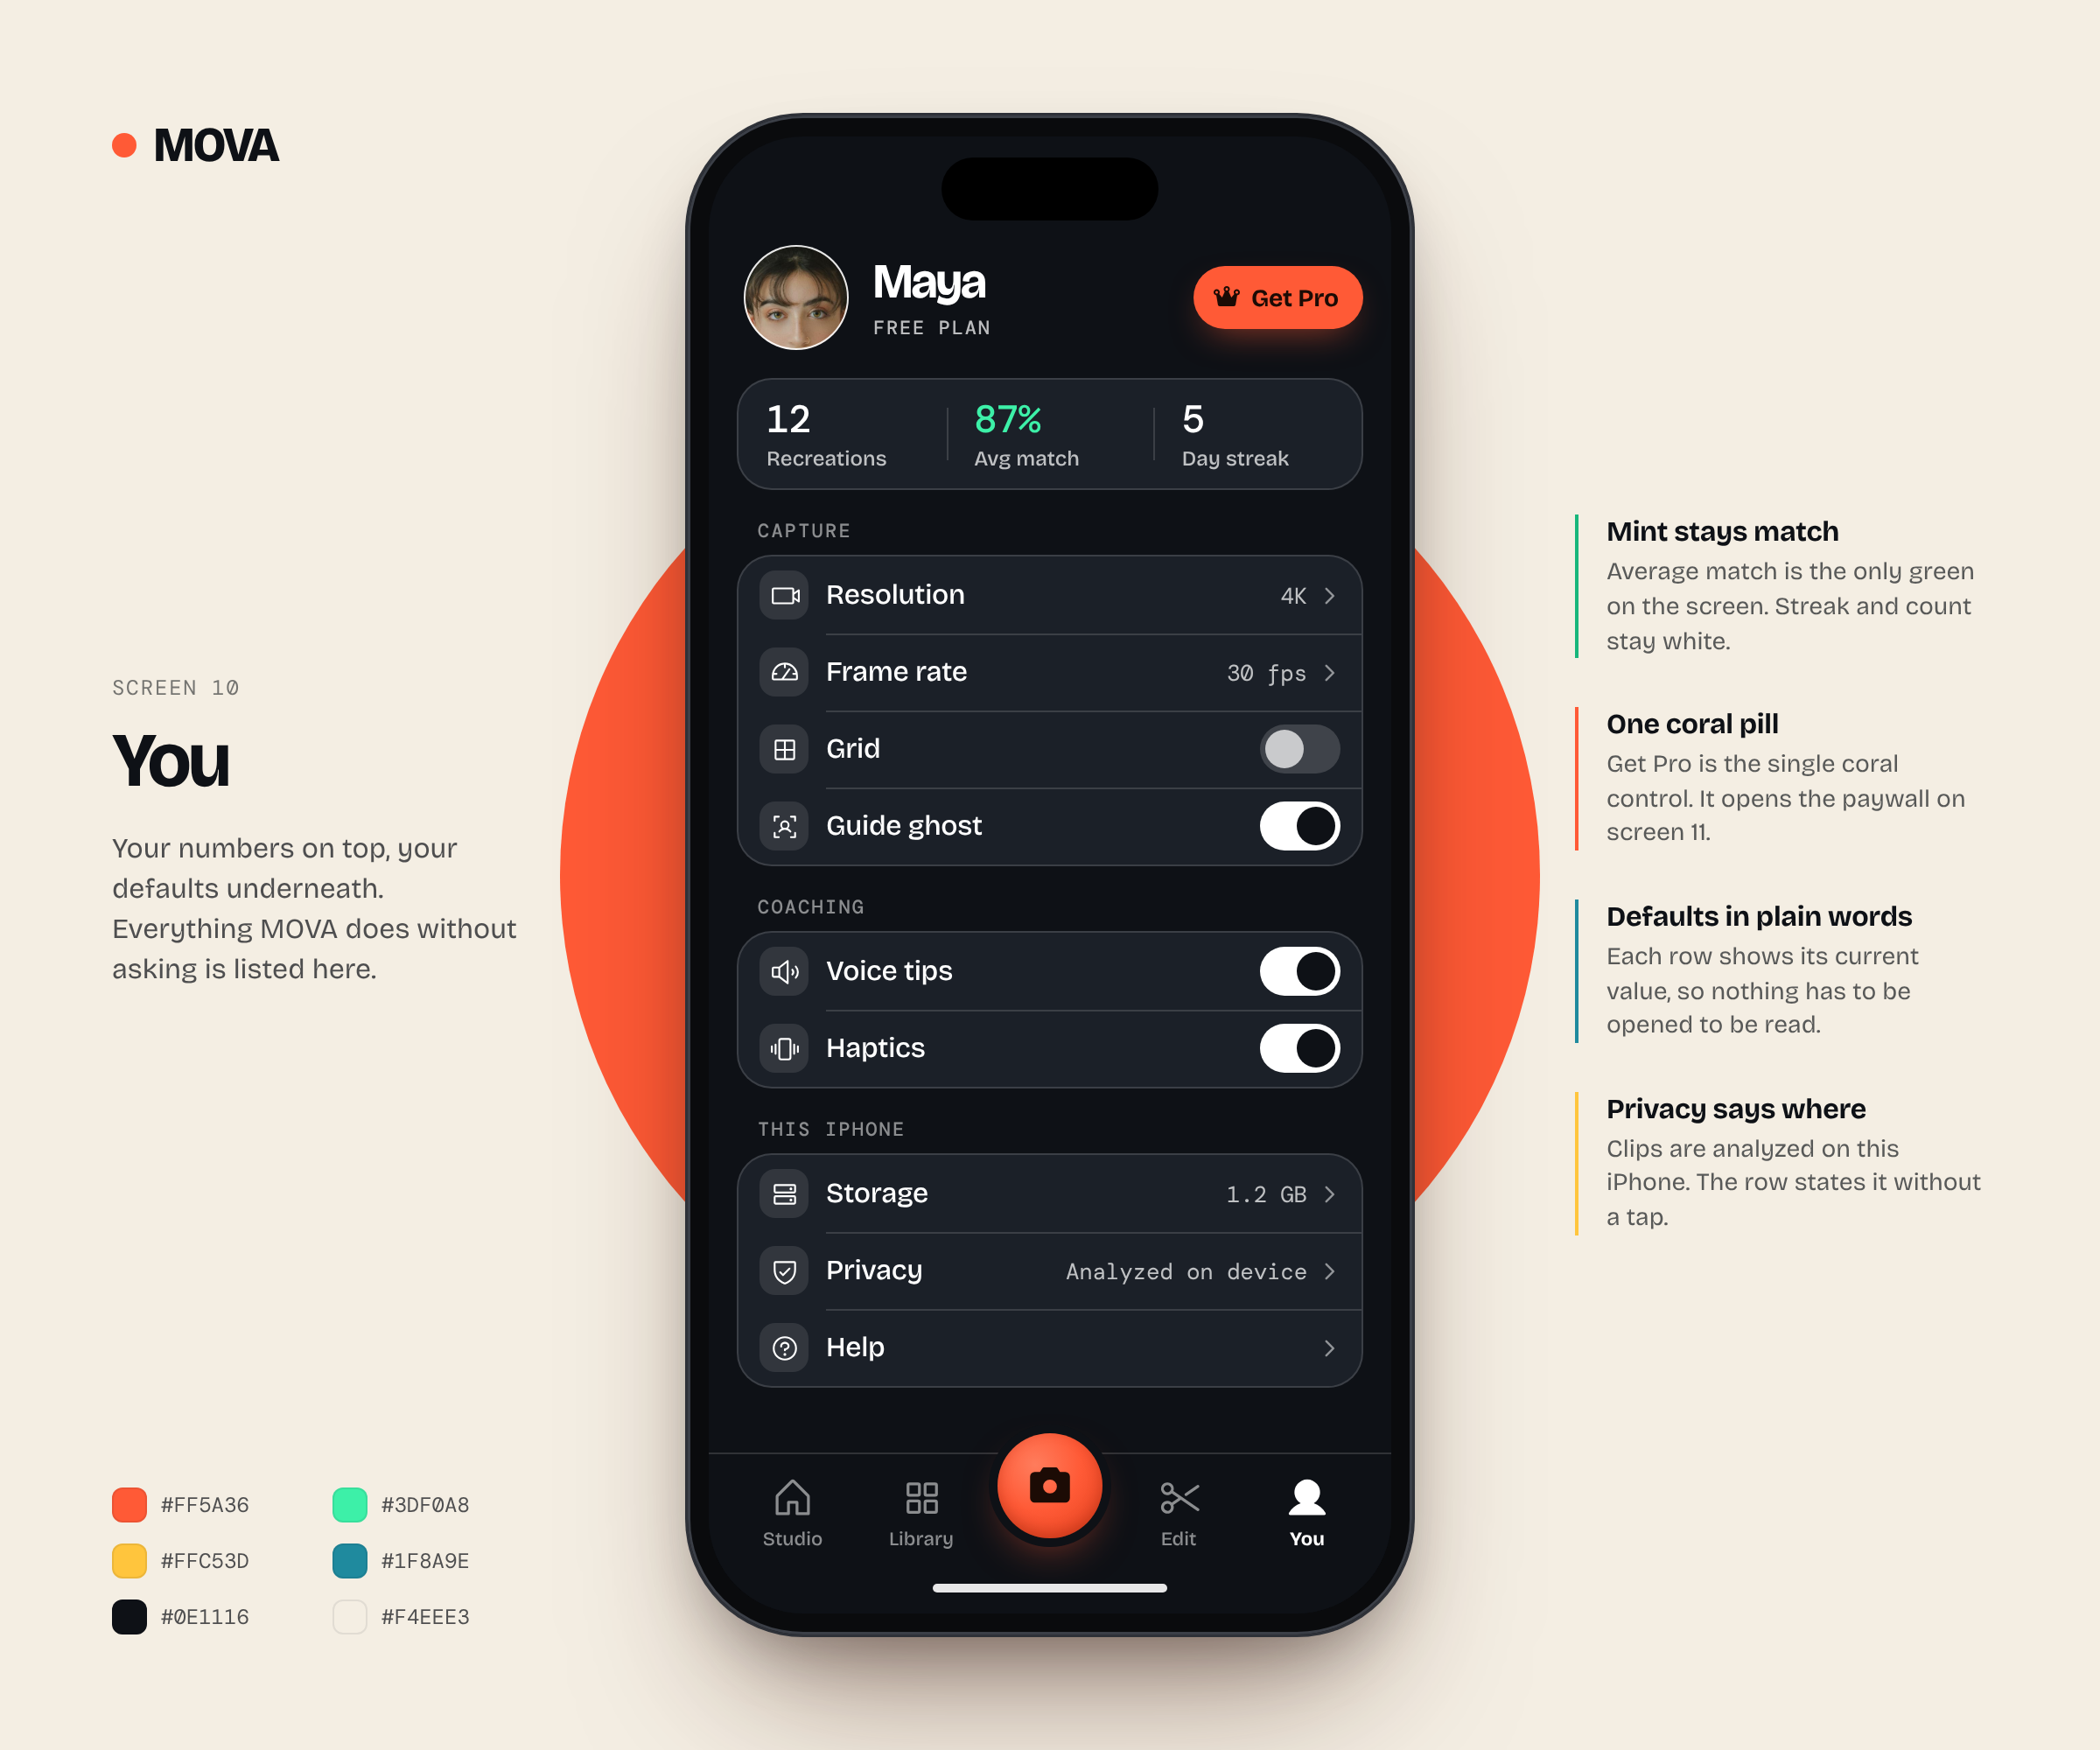 MOVA
SCREEN 10
You
Your numbers on top, your
defaults underneath.
Everything MOVA does without
asking is listed here.
#FF5A36
#3DF0A8
#FFC53D
#1F8A9E
#0E1116
#F4EEE3
Maya
FREE PLAN
Get Pro
12
Recreations
87%
Avg match
5
Day streak
CAPTURE
Resolution 4K
Frame rate 30 fps
Grid
Guide ghost
COACHING
Voice tips
Haptics
THIS IPHONE
Storage 1.2 GB
Privacy Analyzed on device
Help
Studio
Library
Edit
You
Mint stays match
Average match is the only green
on the screen. Streak and count
stay white.
One coral pill
Get Pro is the single coral
control. It opens the paywall on
screen 11.
Defaults in plain words
Each row shows its current
value, so nothing has to be
opened to be read.
Privacy says where
Clips are analyzed on this
iPhone. The row states it without
a tap.